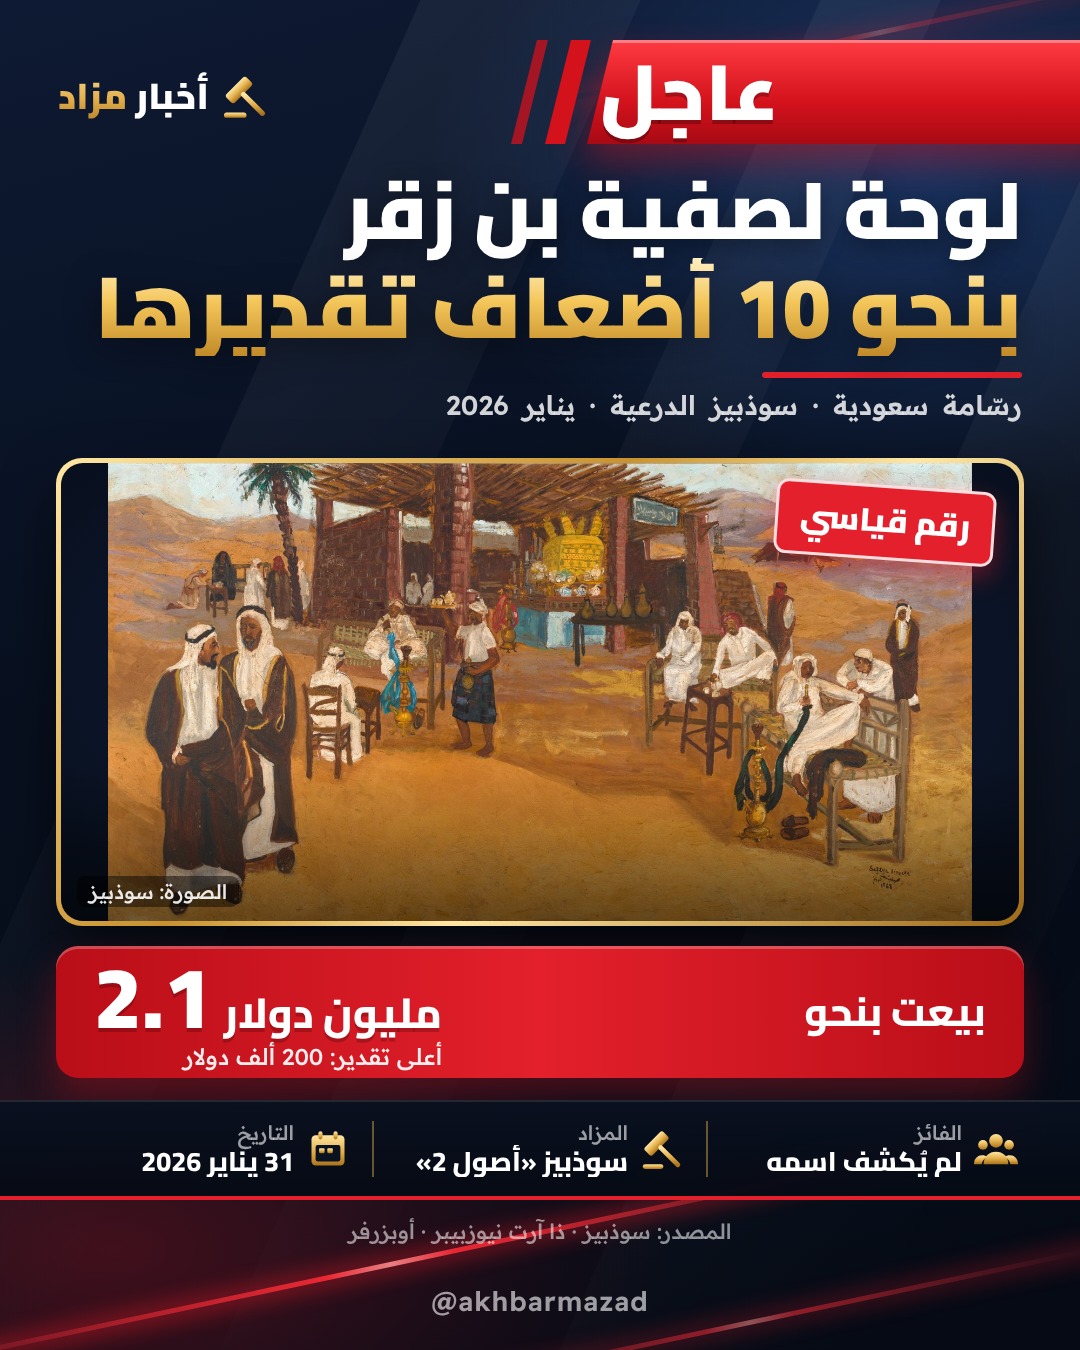 عاجل
أخبار مزاد
لوحة لصفية بن زقر
بنحو 10 أضعاف تقديرها
رسّامة سعودية · سوذبيز الدرعية · يناير 2026
رقم قياسي
الصورة: سوذبيز
بيعت بنحو
2.1 مليون دولار
أعلى تقدير: 200 ألف دولار
الفائز
لم يُكشف اسمه
المزاد
سوذبيز «أصول 2»
التاريخ
31 يناير 2026
المصدر: سوذبيز · ذا آرت نيوزبيبر · أوبزرفر
@akhbarmazad